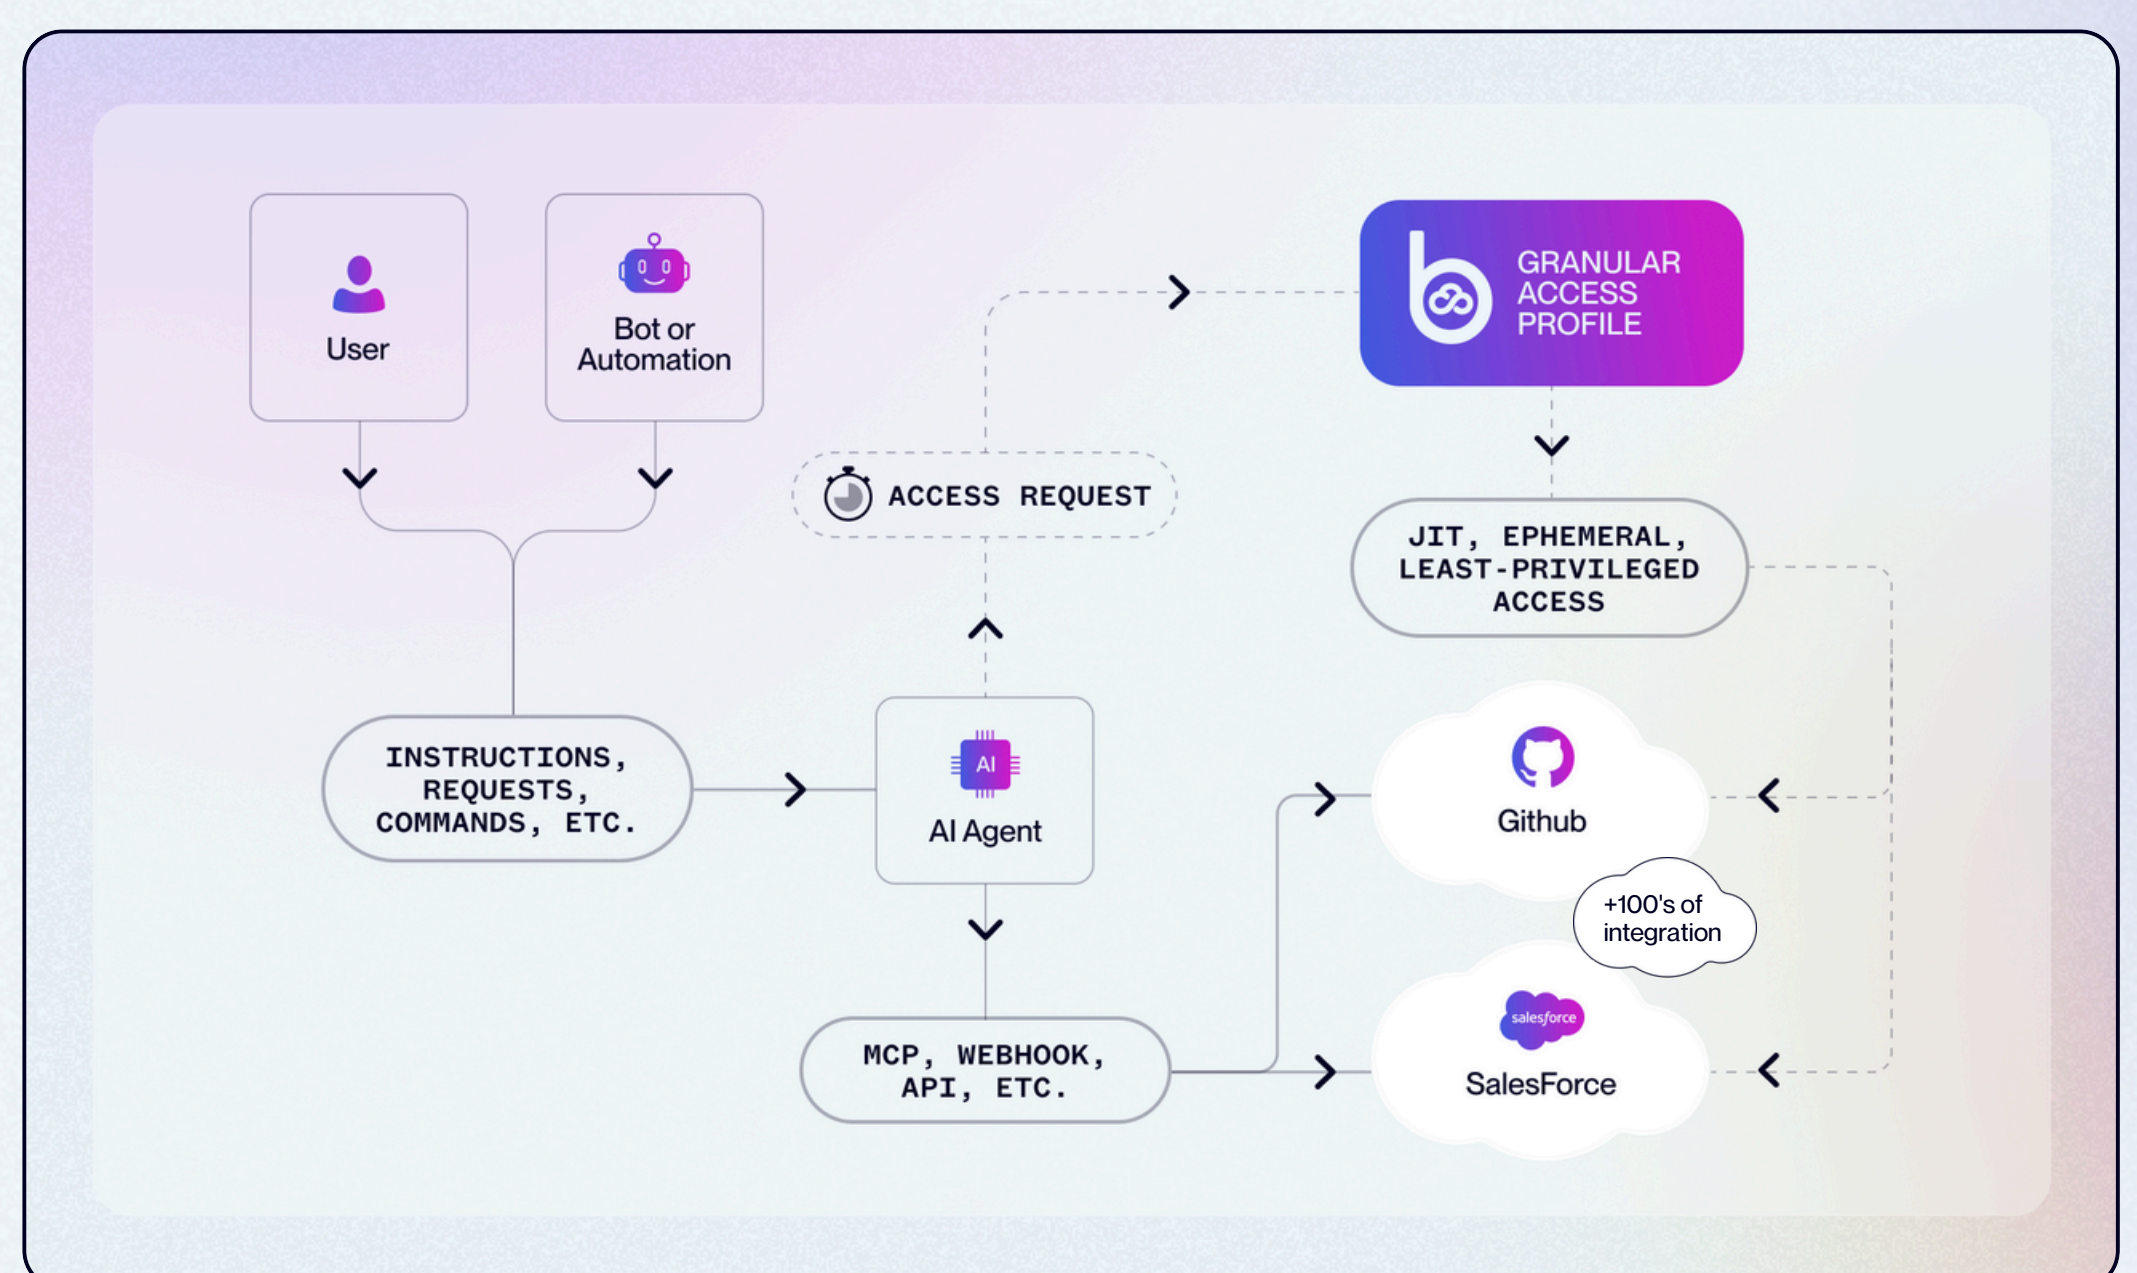 User
Bot or
Automation
GRANULAR
ACCESS
PROFILE
ACCESS REQUEST
JIT, EPHEMERAL,
LEAST-PRIVILEGED
ACCESS
INSTRUCTIONS,
REQUESTS,
COMMANDS, ETC.
AI
AI Agent
Github
+100's of
integration
MCP, WEBHOOK,
API, ETC.
salesforce
SalesForce